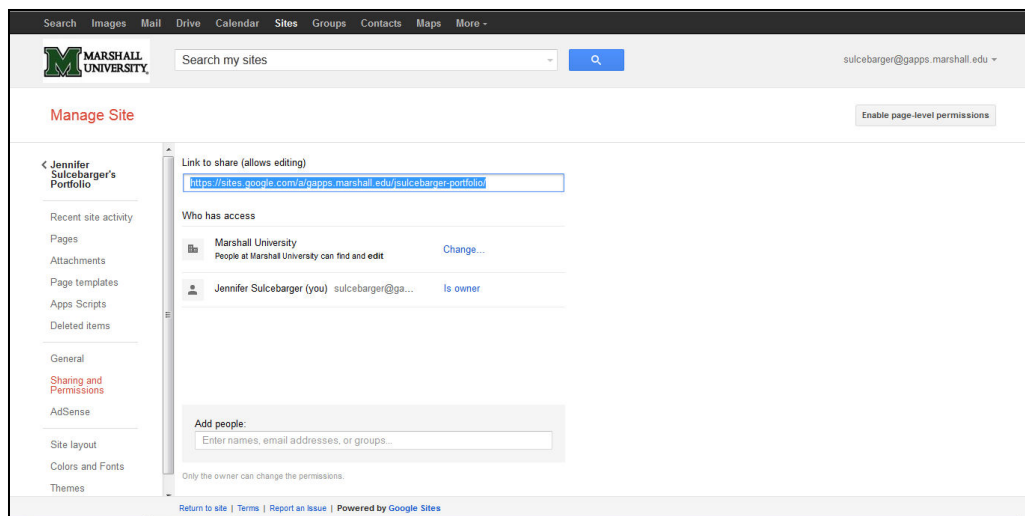 Search Images Mail Drive Calendar Sites Groups Contacts Maps More
MARSHALL
UNIVERSITY
Search my sites
sulcebarger@gapps.marshall.edu
Manage Site
Enable page-level permissions
Jennifer
Sulcebarger's
Portfolio
Recent site activity
Pages
Attachments
Page templates
Apps Scripts
Deleted items
General
Sharing and
Permissions
AdSense
Site layout
Colors and Fonts
Themes
Link to share (allows editing)
https://sites.google.com/a/gapps.marshall.edu/jsulcebarger-portfolio/
Who has access
Marshall University
People at Marshall University can find and edit
Change...
Jennifer Sulcebarger (you) sulcebarger@ga... Is owner
Add people:
Enter names, email addresses, or groups...
Only the owner can change the permissions.
Return to site | Terms | Report an Issue | Powered by Google Sites